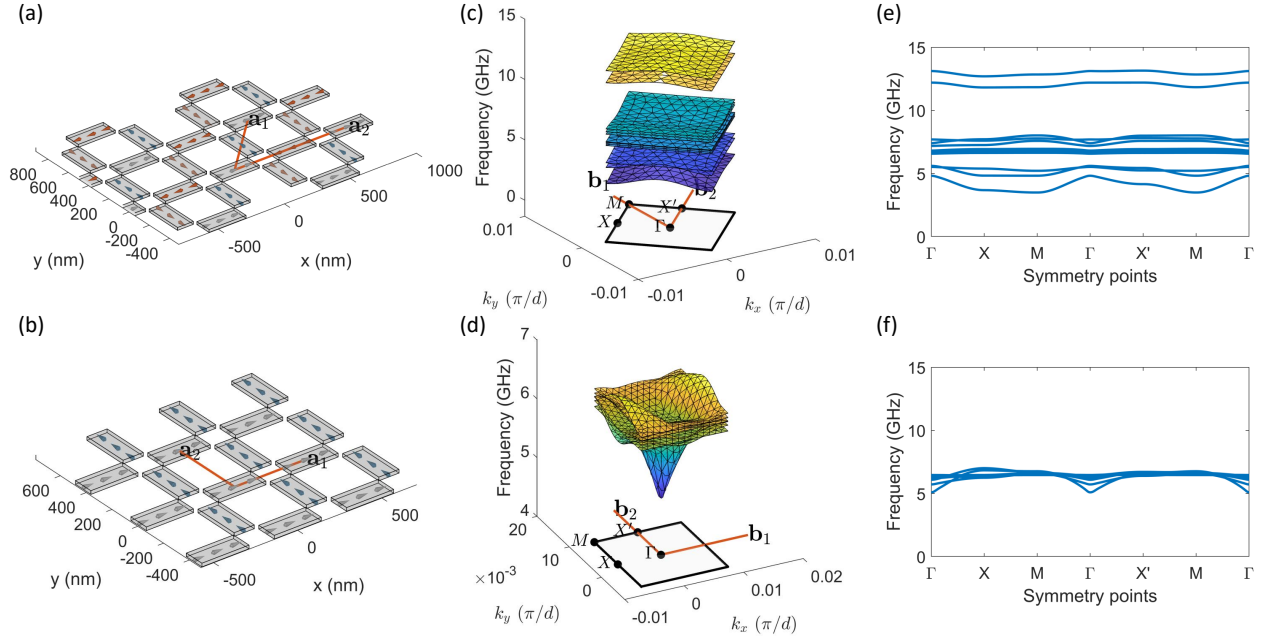 (a)
a₁
a₂
800
600
400
200
0
-200
-400
y (nm)
-500
0
500
1000
x (nm)
(c)
15
10
5
0
Frequency (GHz)
b₁
b₂
M
X'
X
Γ
0.01
0
-0.01
k_y (π/d)
-0.01
0
0.01
k_x (π/d)
(e)
15
10
5
0
Frequency (GHz)
Γ X M Γ X' M Γ
Symmetry points
(b)
a₂
a₁
600
400
200
0
-200
-400
y (nm)
-500
0
500
x (nm)
(d)
7
6
5
4
Frequency (GHz)
b₂
X'
M
Γ
b₁
X
20
10
0
×10⁻³
k_y (π/d)
-0.01
0
0.01
0.02
k_x (π/d)
(f)
15
10
5
0
Frequency (GHz)
Γ X M Γ X' M Γ
Symmetry points